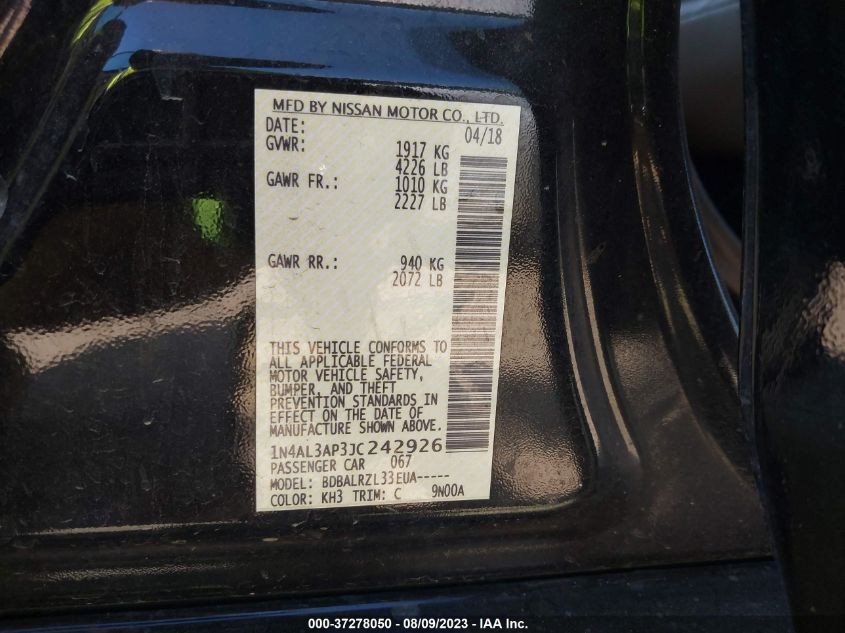 MFD BY NISSAN MOTOR CO., LTD.
DATE: 04/18
GVWR: 1917 KG
4226 LB
GAWR FR.: 1010 KG
2227 LB
GAWR RR.: 940 KG
2072 LB
THIS VEHICLE CONFORMS TO
ALL APPLICABLE FEDERAL
MOTOR VEHICLE SAFETY,
BUMPER, AND THEFT
PREVENTION STANDARDS IN
EFFECT ON THE DATE OF
MANUFACTURE SHOWN ABOVE.
1N4AL3AP3JC242926
PASSENGER CAR 067
MODEL: BDBALRZL33EUA-----
COLOR: KH3 TRIM: C 9N00A
000-37278050 - 08/09/2023 - IAA Inc.